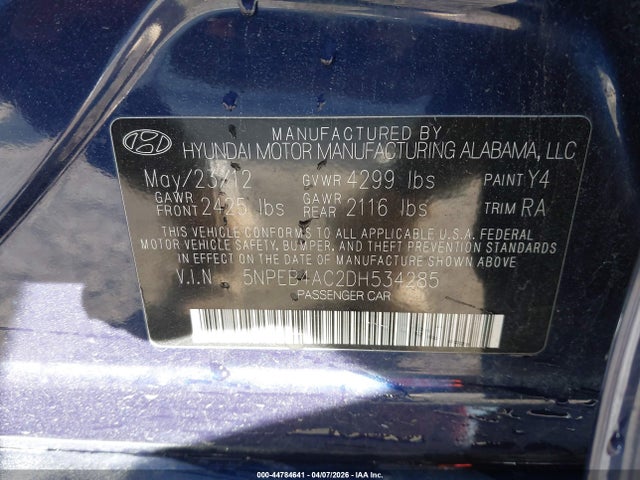 MANUFACTURED BY
HYUNDAI MOTOR MANUFACTURING ALABAMA, LLC
May/23/12 GVWR 4299 lbs PAINT Y4
GAWR FRONT 2425 lbs GAWR REAR 2116 lbs TRIM RA
THIS VEHICLE CONFORMS TO ALL APPLICABLE U.S.A. FEDERAL
MOTOR VEHICLE SAFETY, BUMPER, AND THEFT PREVENTION
STANDARDS IN EFFECT ON THE DATE OF MANUFACTURE SHOWN ABOVE.
V.I.N 5NPEB4AC2DH534285
PASSENGER CAR
000-44784641 - 04/07/2026 - IAA Inc.